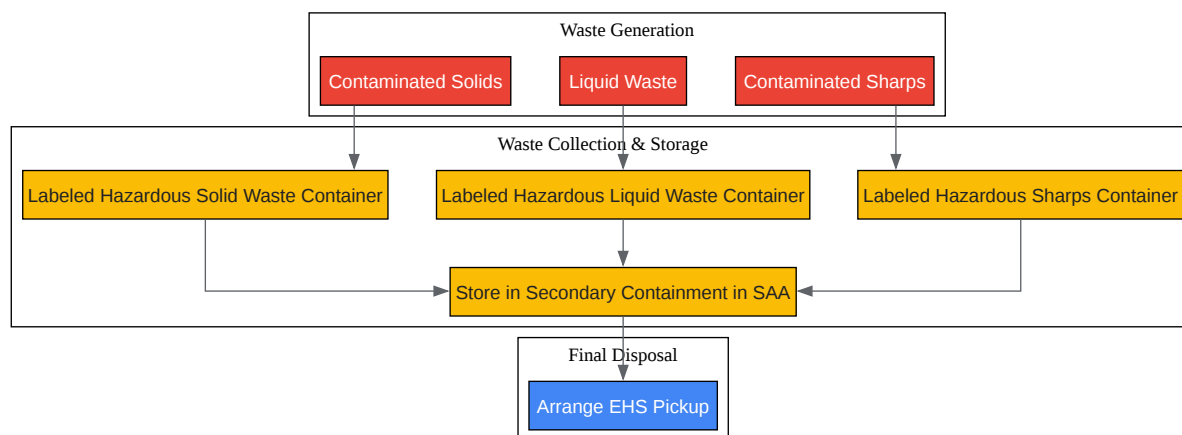 Waste Generation
Contaminated Solids
Liquid Waste
Contaminated Sharps
Waste Collection & Storage
Labeled Hazardous Solid Waste Container
Labeled Hazardous Liquid Waste Container
Labeled Hazardous Sharps Container
Store in Secondary Containment in SAA
Final Disposal
Arrange EHS Pickup